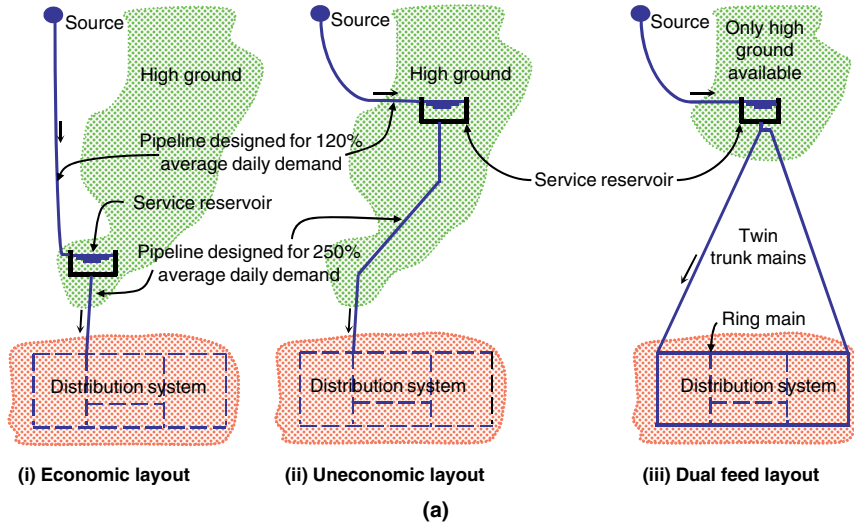 Source
High ground
Pipeline designed for 120%
average daily demand
Service reservoir
Pipeline designed for 250%
average daily demand
Distribution system
(i) Economic layout
Source
High ground
Service reservoir
Distribution system
(ii) Uneconomic layout
Source
Only high
ground
available
Twin
trunk mains
Ring main
Distribution system
(iii) Dual feed layout
(a)